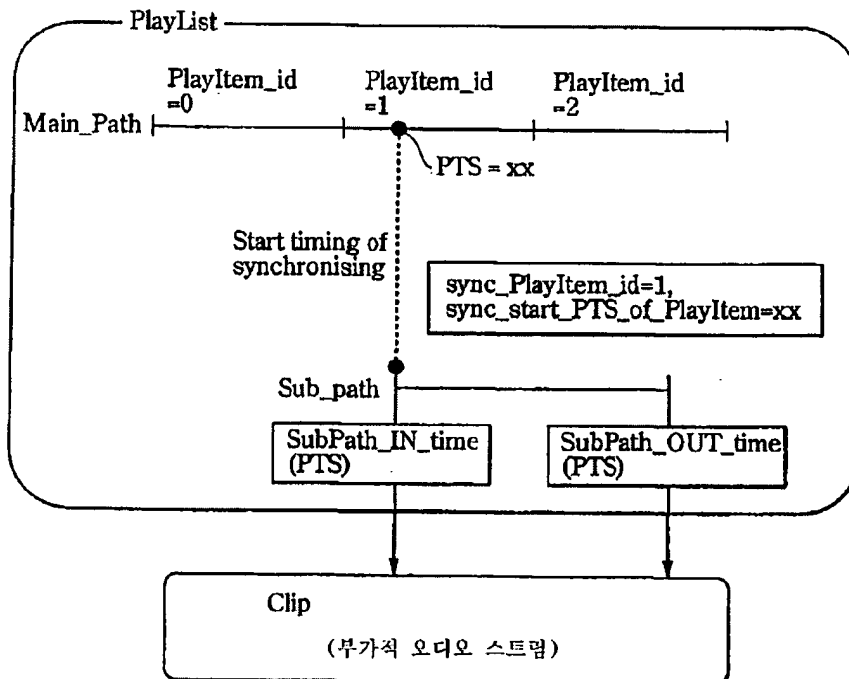 PlayList
PlayItem_id
=0
PlayItem_id
=1
PlayItem_id
=2
Main_Path
PTS = xx
Start timing of
synchronising
sync_PlayItem_id=1,
sync_start_PTS_of_PlayItem=xx
Sub_path
SubPath_IN_time
(PTS)
SubPath_OUT_time
(PTS)
Clip
(부가적 오디오 스트림)